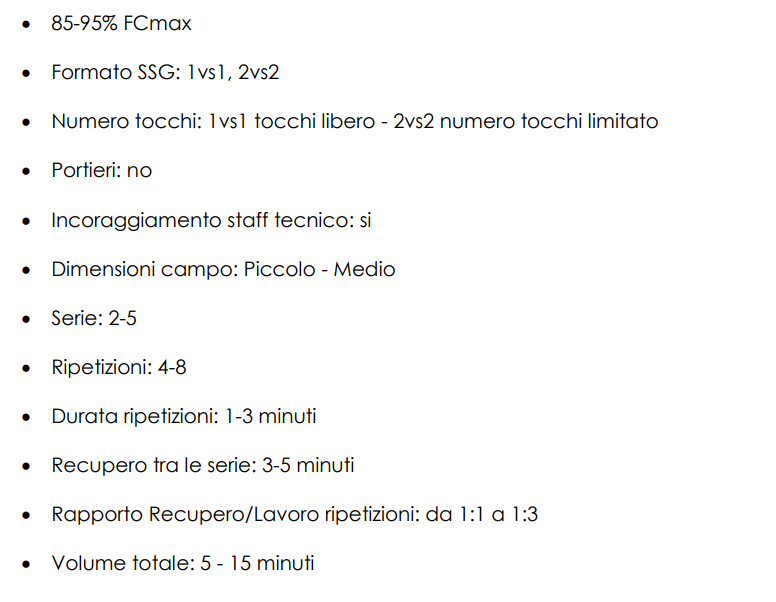 • 85-95% FCmax
• Formato SSG: 1vs1, 2vs2
• Numero tocchi: 1vs1 tocchi libero - 2vs2 numero tocchi limitato
• Portieri: no
• Incoraggiamento staff tecnico: si
• Dimensioni campo: Piccolo - Medio
• Serie: 2-5
• Ripetizioni: 4-8
• Durata ripetizioni: 1-3 minuti
• Recupero tra le serie: 3-5 minuti
• Rapporto Recupero/Lavoro ripetizioni: da 1:1 a 1:3
• Volume totale: 5 - 15 minuti